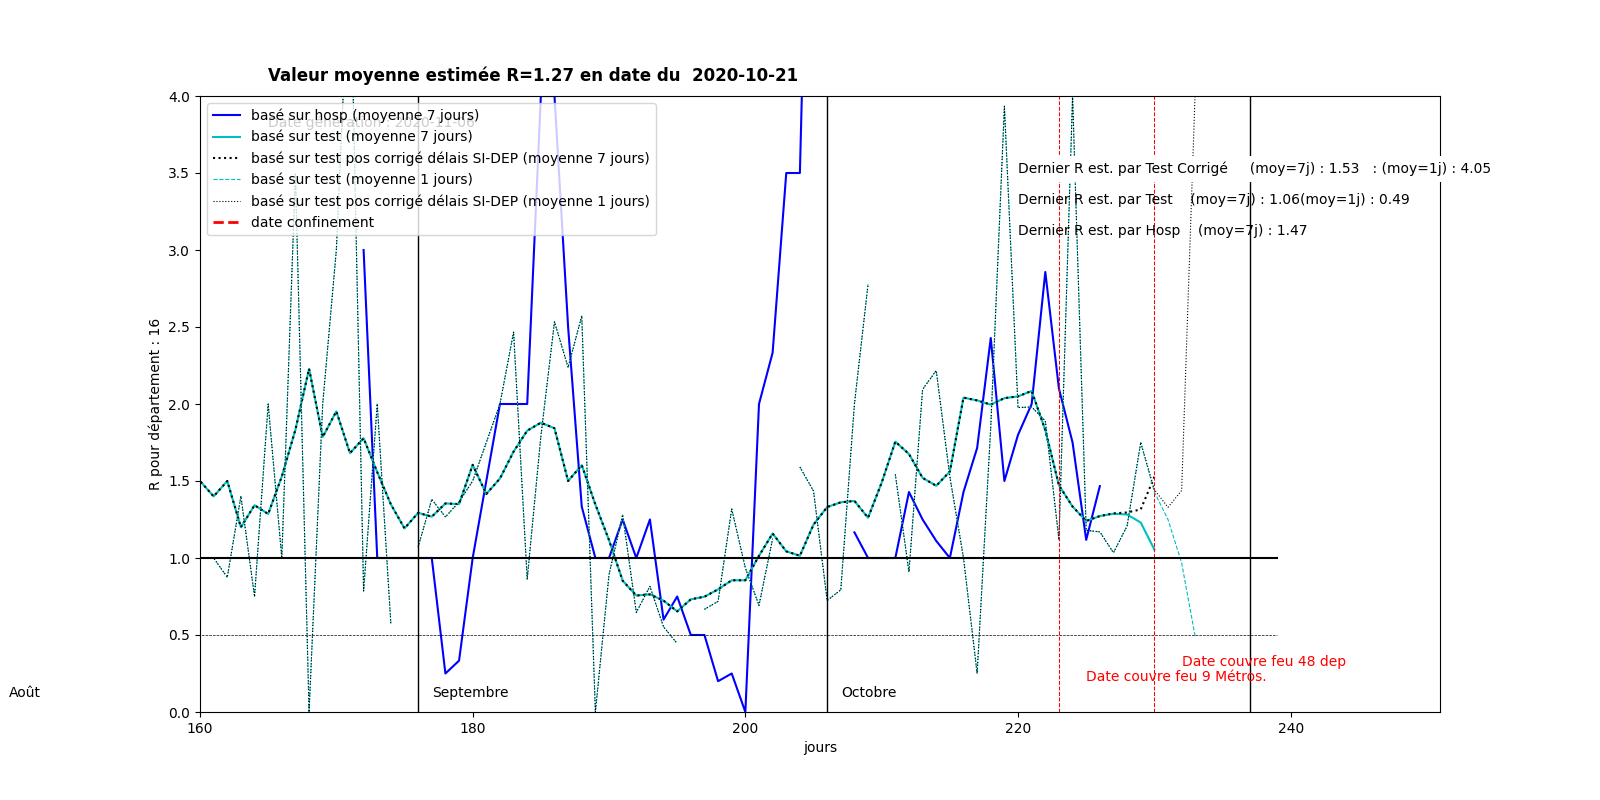 Valeur moyenne estimée R=1.27 en date du  2020-10-21
Date génération : 2020-11-06
basé sur hosp (moyenne 7 jours)
basé sur test (moyenne 7 jours)
basé sur test pos corrigé délais SI-DEP (moyenne 7 jours)
basé sur test (moyenne 1 jours)
basé sur test pos corrigé délais SI-DEP (moyenne 1 jours)
date confinement
Dernier R est. par Test Corrigé (moy=7j) : 1.53 : (moy=1j) : 4.05
Dernier R est. par Test (moy=7j) : 1.06(moy=1j) : 0.49
Dernier R est. par Hosp (moy=7j) : 1.47
R pour département : 16
4.0
3.5
3.0
2.5
2.0
1.5
1.0
0.5
0.0
Date couvre feu 48 dep
Date couvre feu 9 Métros.
Août
Septembre
Octobre
160
180
200
220
240
jours